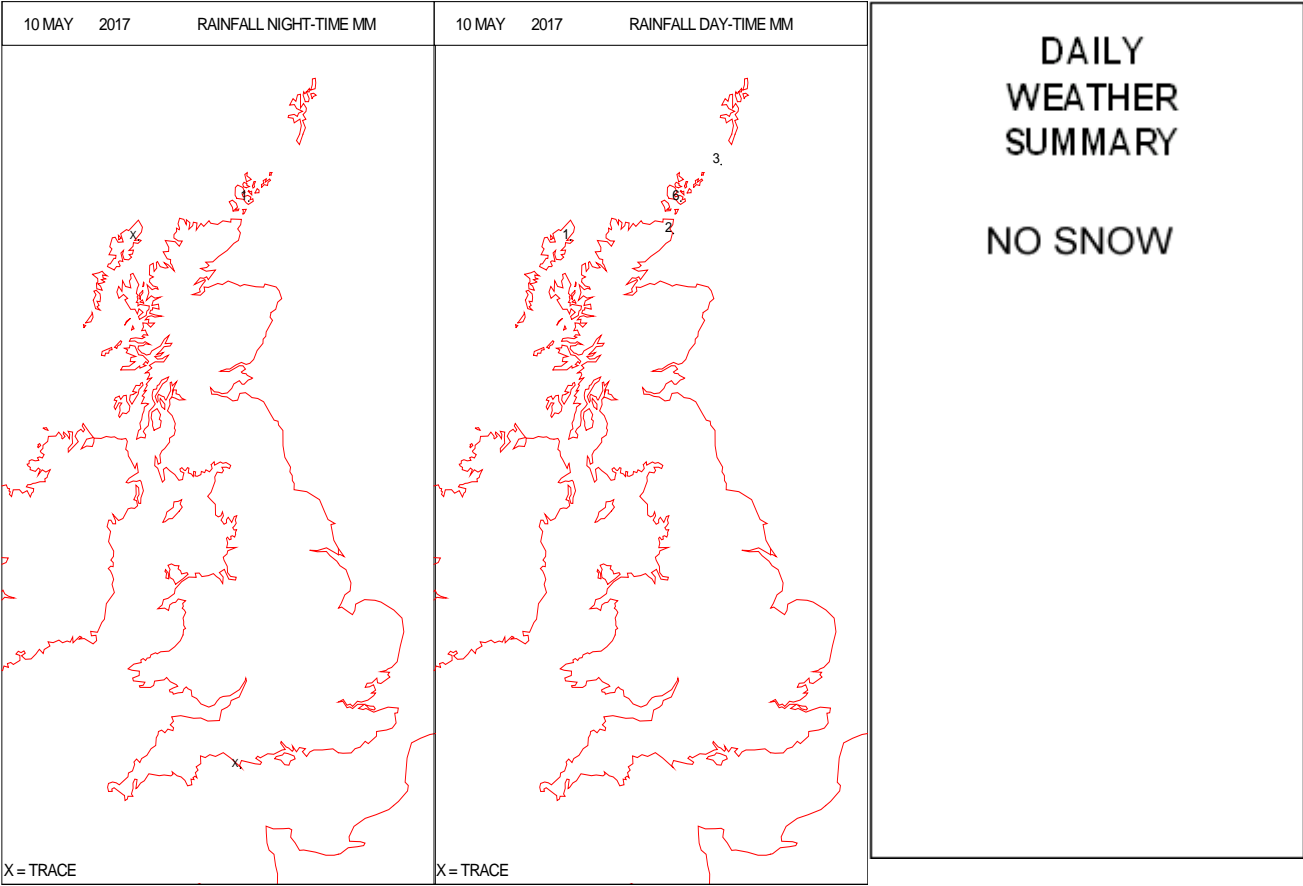 10 MAY 2017 RAINFALL NIGHT-TIME MM
1
X
X
X = TRACE
10 MAY 2017 RAINFALL DAY-TIME MM
3
6
2
1
X = TRACE
DAILY
WEATHER
SUMMARY
NO SNOW